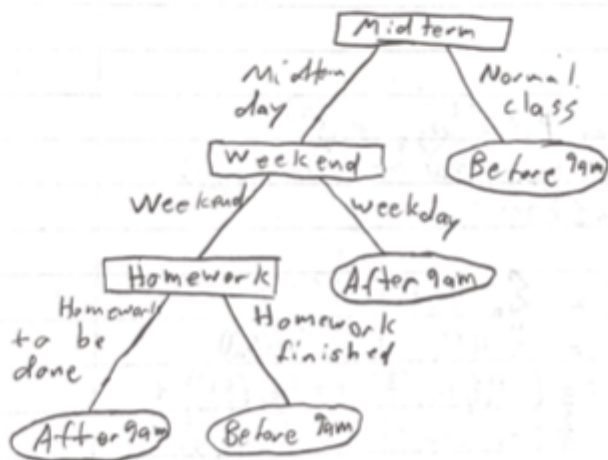 Midterm
Midterm
day
Normal
class
Weekend
Before 9am
Weekend
weekday
Homework
After 9am
Homework
to be
done
Homework
finished
After 9am
Before 9am